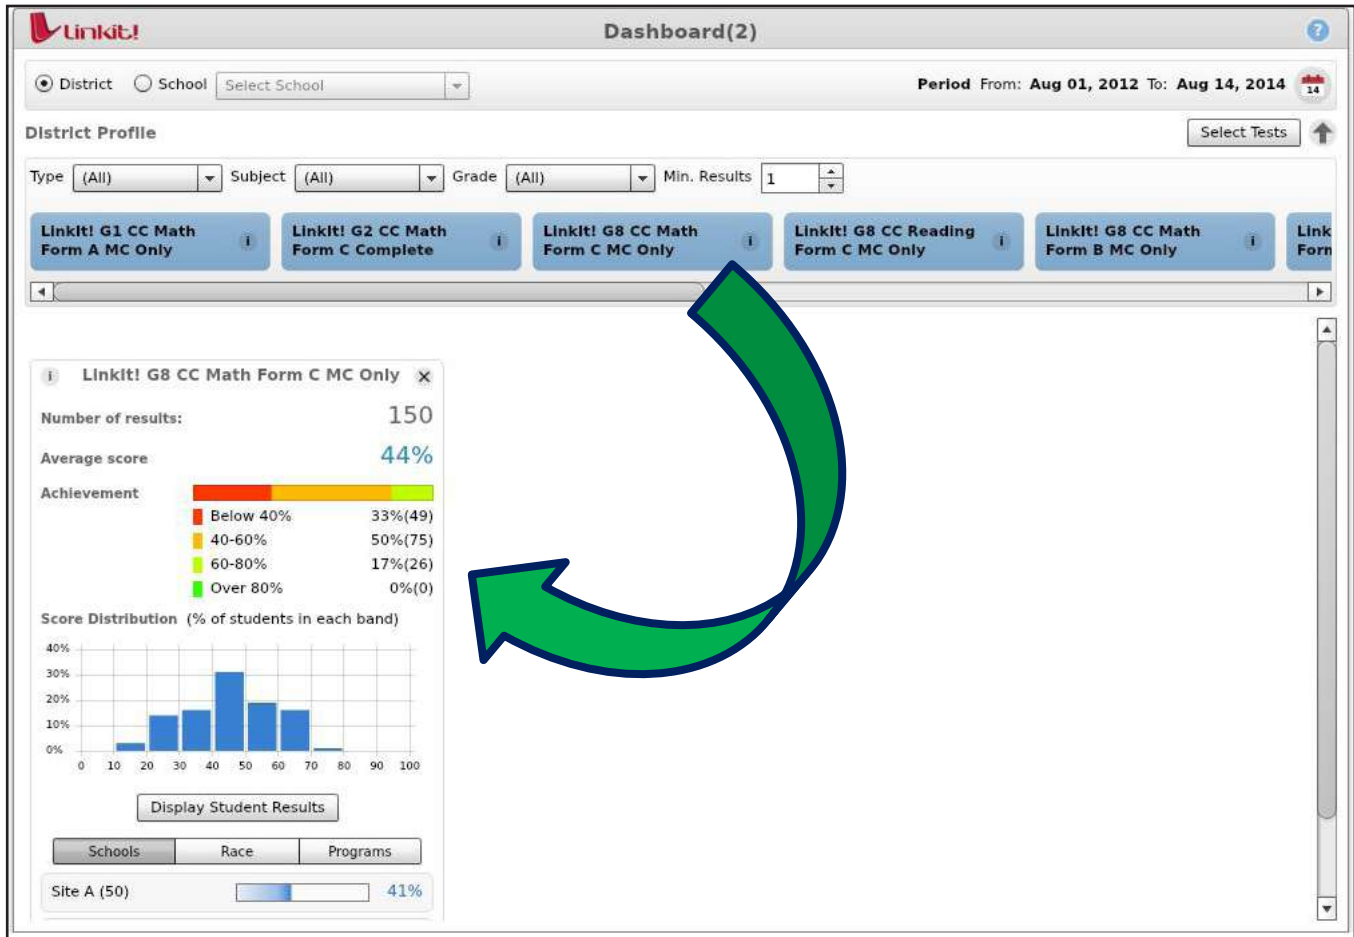 Linkit!
Dashboard(2)
?
District School Select School Period From: Aug 01, 2012 To: Aug 14, 2014 14
District Profile Select Tests
Type (All) Subject (All) Grade (All) Min. Results 1
LinkIt! G1 CC Math
Form A MC Only
i
LinkIt! G2 CC Math
Form C Complete
i
LinkIt! G8 CC Math
Form C MC Only
i
LinkIt! G8 CC Reading
Form C MC Only
i
LinkIt! G8 CC Math
Form B MC Only
i
Link
Forn
i LinkIt! G8 CC Math Form C MC Only X
Number of results: 150
Average score 44%
Achievement
Below 40% 33%(49)
40-60% 50%(75)
60-80% 17%(26)
Over 80% 0%(0)
Score Distribution (% of students in each band)
40%
30%
20%
10%
0%
0 10 20 30 40 50 60 70 80 90 100
Display Student Results
Schools Race Programs
Site A (50) 41%